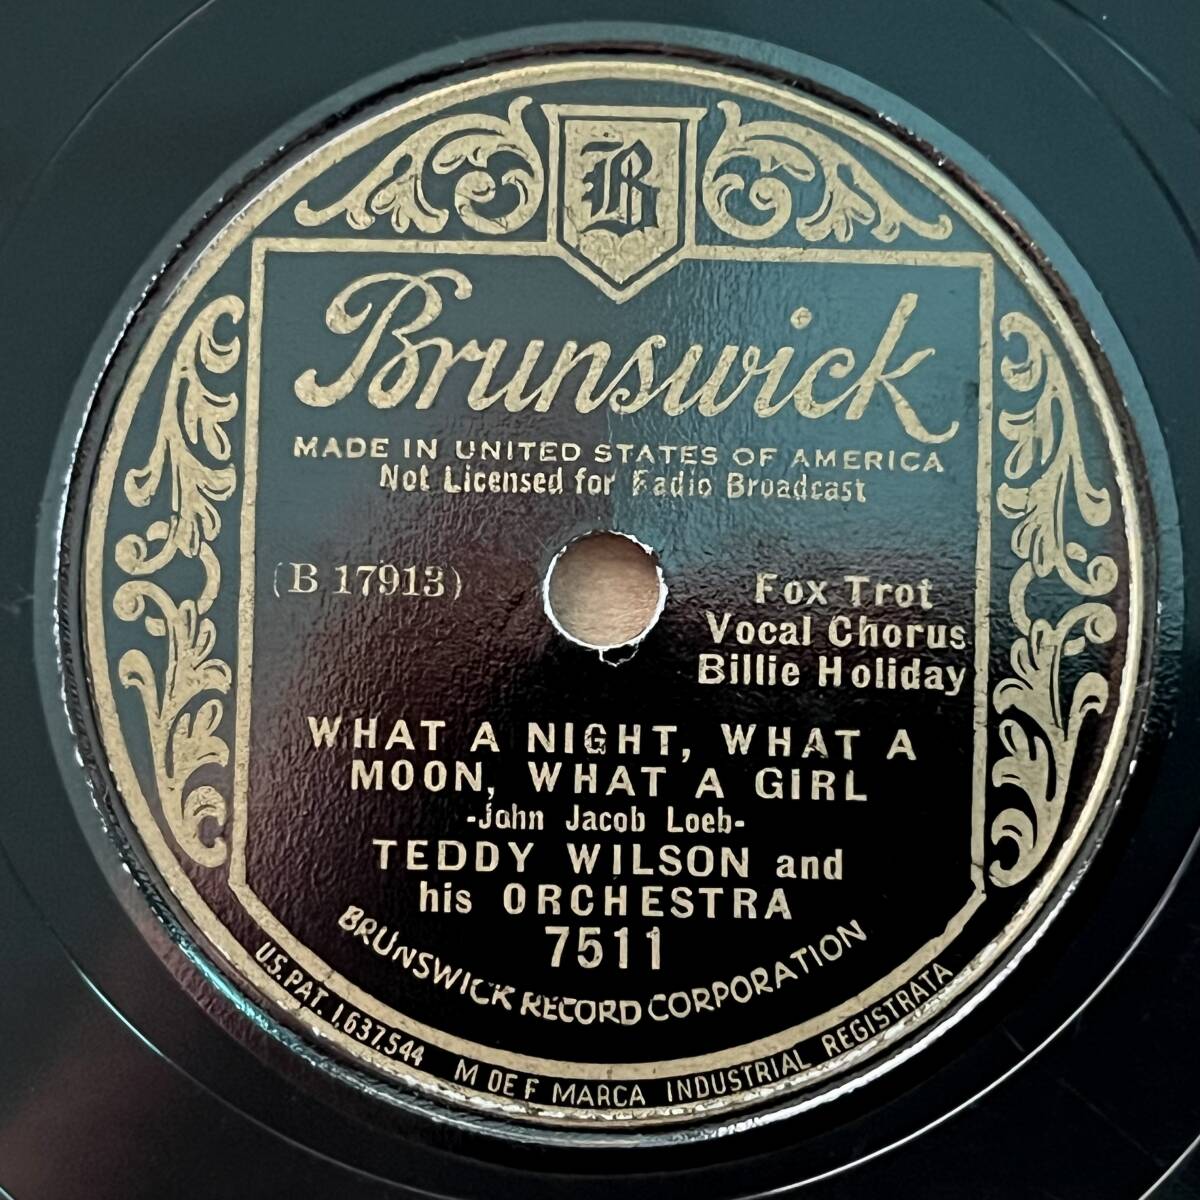 B
Brunswick
MADE IN UNITED STATES OF AMERICA
Not Licensed for Radio Broadcast
(B 17913)
Fox Trot
Vocal Chorus
Billie Holiday
WHAT A NIGHT, WHAT A
MOON, WHAT A GIRL
-John Jacob Loeb-
TEDDY WILSON and
his ORCHESTRA
7511
BRUNSWICK RECORD CORPORATION
U.S. PAT. 1,637,544 M DE F MARCA INDUSTRIAL REGISTRATA